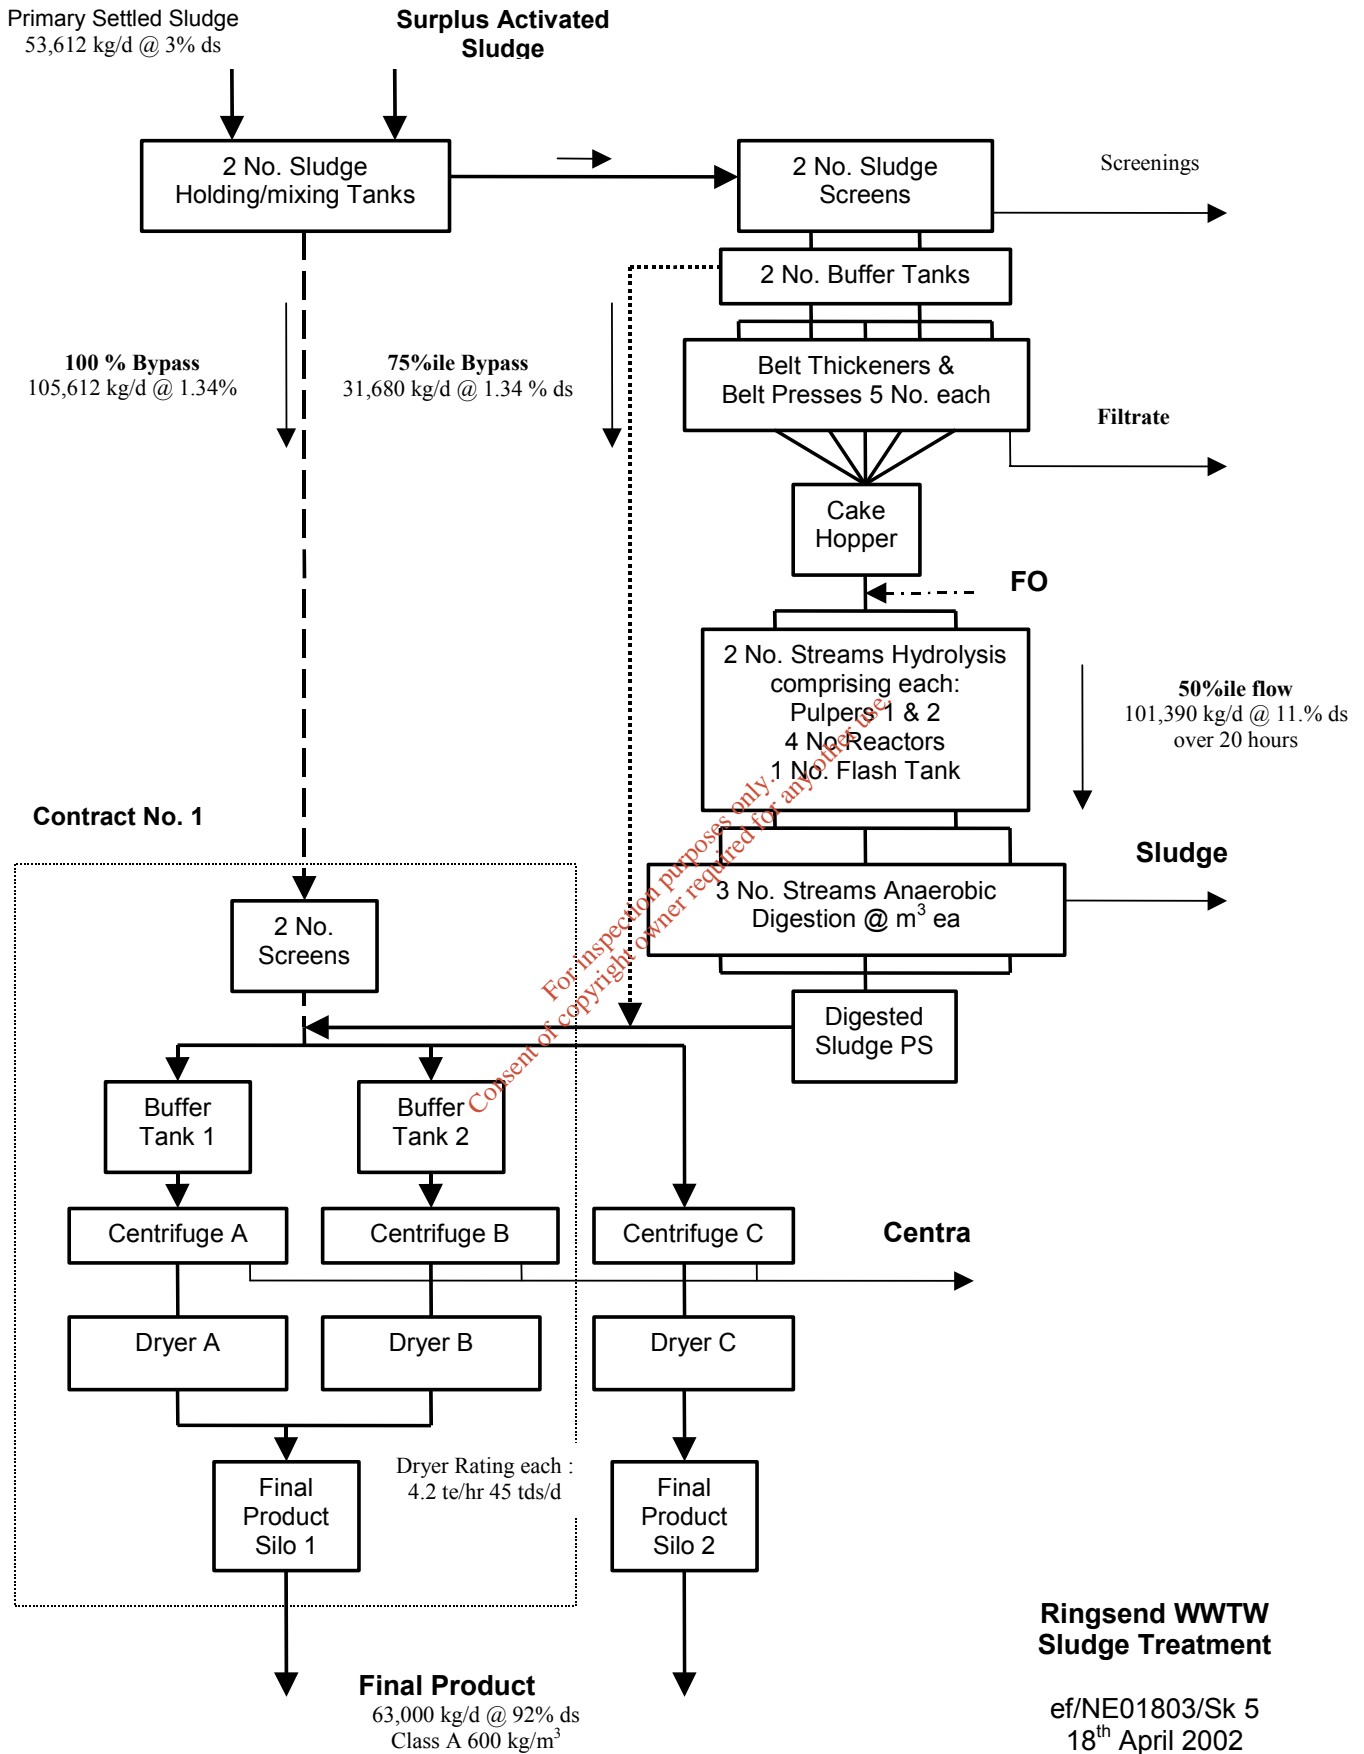 Primary Settled Sludge
53,612 kg/d @ 3% ds
Surplus Activated
Sludge
2 No. Sludge
Holding/mixing Tanks
2 No. Sludge
Screens
Screenings
2 No. Buffer Tanks
100 % Bypass
105,612 kg/d @ 1.34%
75%ile Bypass
31,680 kg/d @ 1.34 % ds
Belt Thickeners &
Belt Presses 5 No. each
Filtrate
Cake
Hopper
FO
2 No. Streams Hydrolysis
comprising each:
Pulpers 1 & 2
4 No Reactors
1 No. Flash Tank
50%ile flow
101,390 kg/d @ 11.% ds
over 20 hours
Contract No. 1
Sludge
3 No. Streams Anaerobic
Digestion @ m³ ea
2 No.
Screens
For inspection purposes only.
Consent of copyright owner required for any other use.
Digested
Sludge PS
Buffer
Tank 1
Buffer
Tank 2
Centrifuge A
Centrifuge B
Centrifuge C
Centra
Dryer A
Dryer B
Dryer C
Dryer Rating each :
4.2 te/hr 45 tds/d
Final
Product
Silo 1
Final
Product
Silo 2
Final Product
63,000 kg/d @ 92% ds
Class A 600 kg/m³
Ringsend WWTW
Sludge Treatment
ef/NE01803/Sk 5
18th April 2002